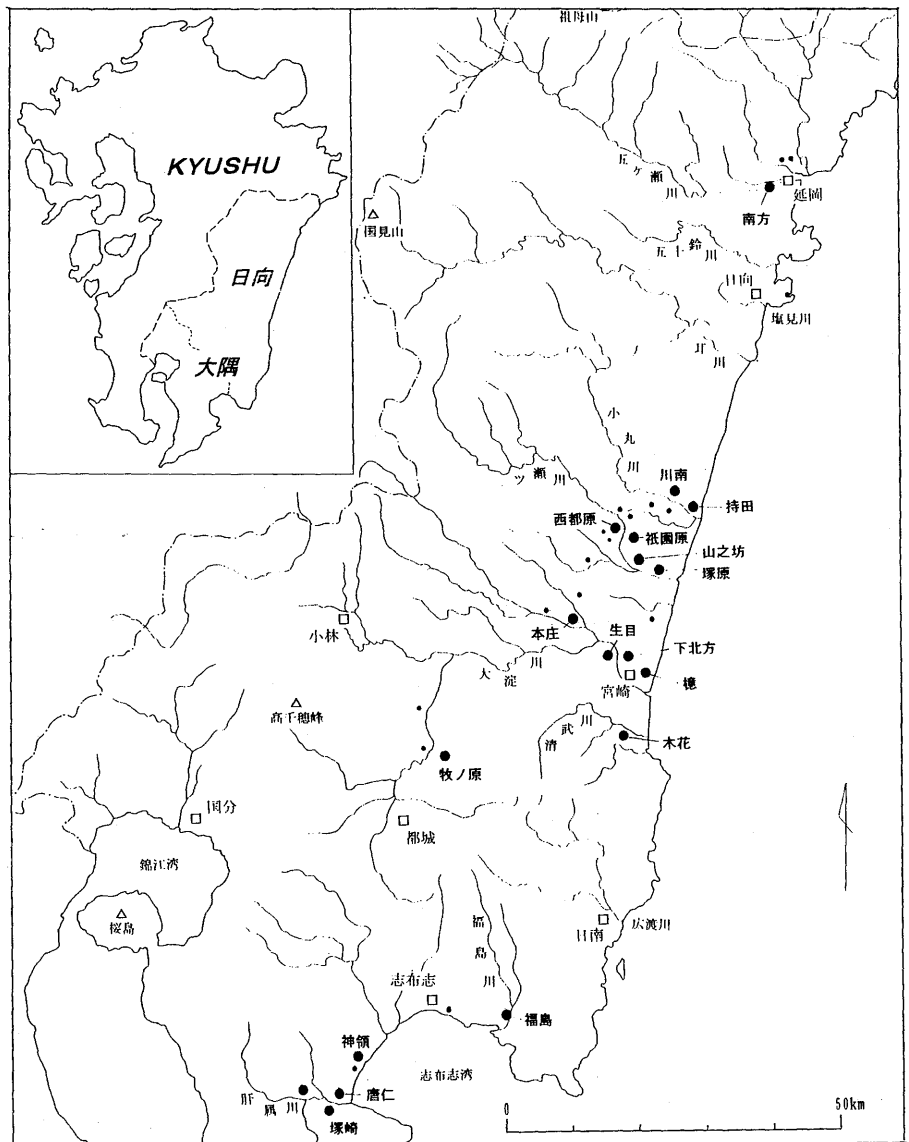 KYUSHU
日向
大隅
祖母山
国見山
五ヶ瀬川
延岡
南方
五十鈴川
日向
塩見川
耳川
小丸川
川南
持田
一ツ瀬川
西都原
祇園原
山之坊
塚原
小林
本庄
生目
下北方
大淀川
宮崎
檍
高千穂峰
清武川
木花
牧ノ原
国分
都城
錦江湾
桜島
福島川
日南
広渡川
志布志
福島
神領
志布志湾
唐仁
肝属川
塚崎
0
50km